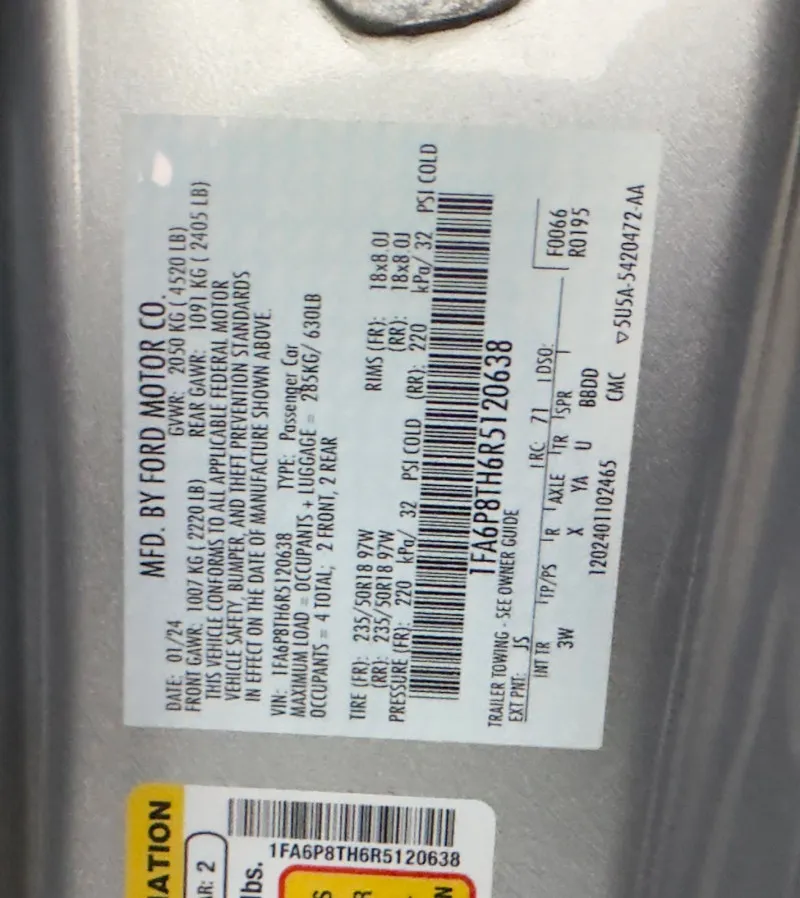 MFD. BY FORD MOTOR CO.
DATE: 01/24 GVWR: 2050 KG ( 4520 LB)
FRONT GAWR: 1007 KG ( 2220 LB) REAR GAWR: 1091 KG ( 2405 LB)
THIS VEHICLE CONFORMS TO ALL APPLICABLE FEDERAL MOTOR
VEHICLE SAFETY, BUMPER, AND THEFT PREVENTION STANDARDS
IN EFFECT ON THE DATE OF MANUFACTURE SHOWN ABOVE.
VIN: 1FA6P8TH6R5120638 TYPE: Passenger Car
MAXIMUM LOAD = OCCUPANTS + LUGGAGE = 285KG/ 630LB
OCCUPANTS = 4 TOTAL; 2 FRONT, 2 REAR
TIRE (FR): 235/50R18 97W RIMS (FR): 18x8.0J
(RR): 235/50R18 97W (RR): 18x8.0J
PRESSURE (FR): 220 kPa/ 32 PSI COLD (RR): 220 kPa/ 32 PSI COLD
1FA6P8TH6R5120638
TRAILER TOWING - SEE OWNER GUIDE
EXT PNT: JS RC: 71 DSO: F0066
INT TR TP/PS R AXLE TR SPR R0195
3W X YA U BBDD
1202401102465 CMC ▽5U5A-5420472-AA
AR: 2
lbs.
1FA6P8TH6R5120638